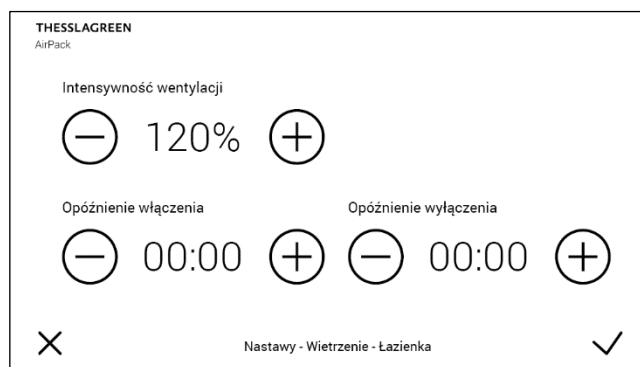 THESSLAGREEN
AirPack
Intensywność wentylacji
120%
Opóźnienie włączenia
Opóźnienie wyłączenia
00:00
00:00
Nastawy - Wietrzenie - Łazienka